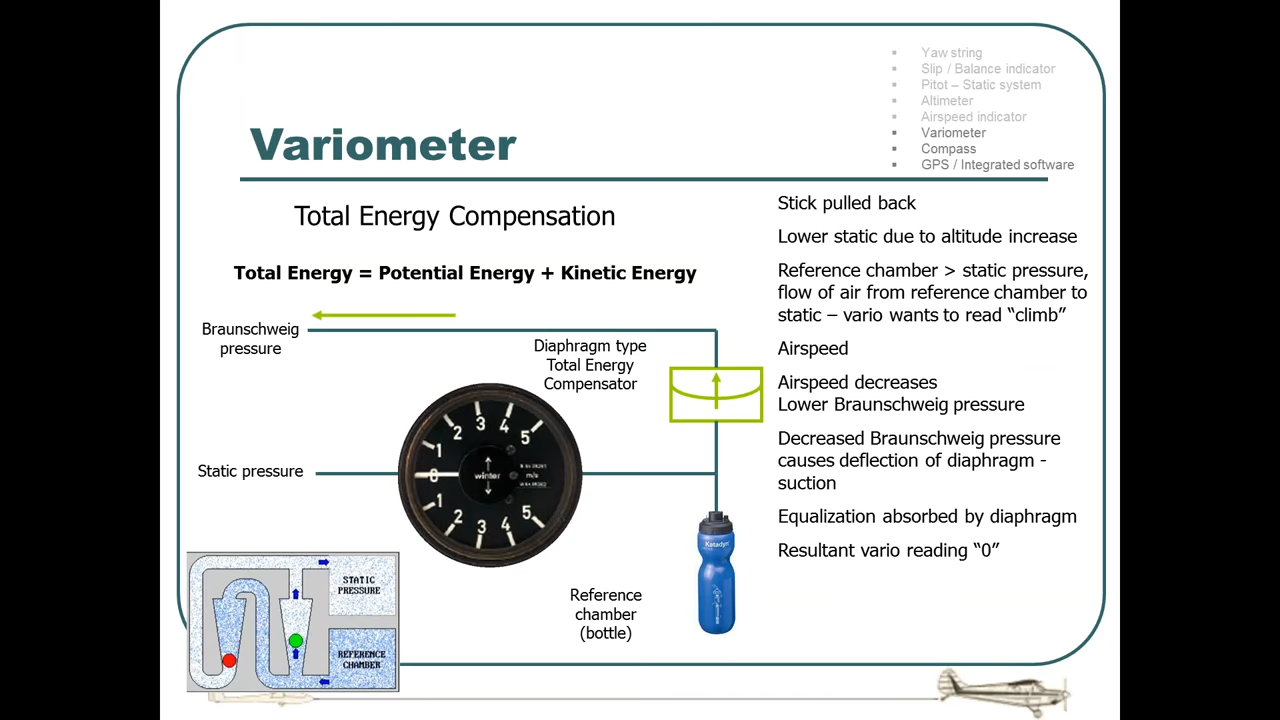 Yaw string
Slip / Balance indicator
Pitot – Static system
Altimeter
Airspeed indicator
Variometer
Compass
GPS / Integrated software
Variometer
Total Energy Compensation
Total Energy = Potential Energy + Kinetic Energy
Braunschweig
pressure
Diaphragm type
Total Energy
Compensator
Static pressure
1 2 3 4 5
0
winter
m/s
1 2 3 4 5
Katadyn
Reference
chamber
(bottle)
STATIC
PRESSURE
REFERENCE
CHAMBER
Stick pulled back
Lower static due to altitude increase
Reference chamber > static pressure,
flow of air from reference chamber to
static – vario wants to read “climb”
Airspeed
Airspeed decreases
Lower Braunschweig pressure
Decreased Braunschweig pressure
causes deflection of diaphragm -
suction
Equalization absorbed by diaphragm
Resultant vario reading “0”